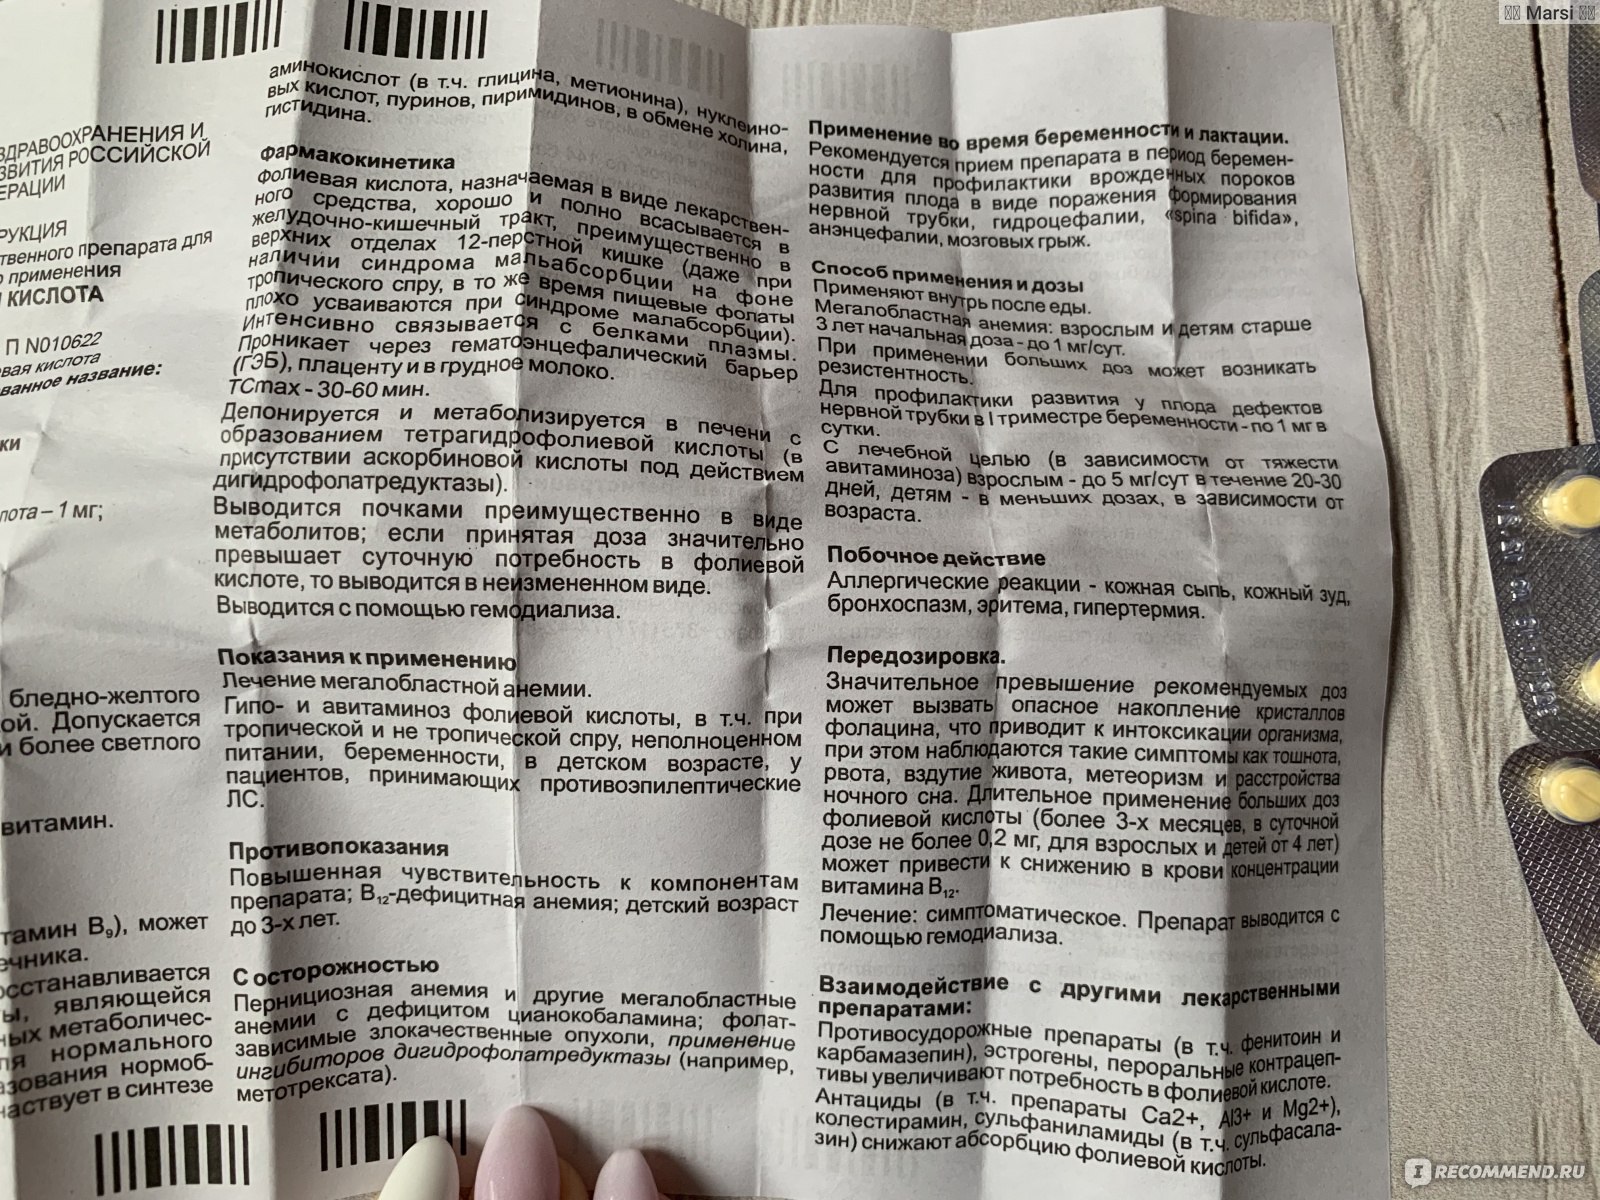 Marsi
ЗДРАВООХРАНЕНИЯ И
РОССИЙСКОЙ
П N010622
КИСЛОТА
применения
1 мг;
бледно-желтого
Допускается
и более светлого
витамин.
B₉), может
нормального
в синтезе
аминокислот (в т.ч. глицина, метионина), нуклеино-
вых кислот, пуринов, пиримидинов, в обмене холина,
гистидина.
Фармакокинетика
фолиевая кислота, назначаемая в виде лекарствен-
ного средства, хорошо и полно всасывается в
желудочно-кишечный тракт, преимущественно в
верхних отделах 12-перстной кишке (даже при
наличии синдрома мальабсорбции на фоне
тропического спру, в то же время пищевые фолаты
плохо усваиваются при синдроме малабсорбции).
Интенсивно связывается с белками плазмы.
Проникает через гематоэнцефалический барьер
(ГЭБ), плаценту и в грудное молоко.
TCmax - 30-60 мин.
Депонируется и метаболизируется в печени с
образованием тетрагидрофолиевой кислоты (в
присутствии аскорбиновой кислоты под действием
дигидрофолатредуктазы).
Выводится почками преимущественно в виде
метаболитов; если принятая доза значительно
превышает суточную потребность в фолиевой
кислоте, то выводится в неизмененном виде.
Выводится с помощью гемодиализа.
Показания к применению
Лечение мегалобластной анемии.
Гипо- и авитаминоз фолиевой кислоты, в т.ч. при
тропической и не тропической спру, неполноценном
питании, беременности, в детском возрасте, у
пациентов, принимающих противоэпилептические
ЛС.
Противопоказания
Повышенная чувствительность к компонентам
препарата; B₁₂-дефицитная анемия; детский возраст
до 3-х лет.
С осторожностью
Пернициозная анемия и другие мегалобластные
анемии с дефицитом цианокобаламина; фолат-
зависимые злокачественные опухоли, применение
ингибиторов дигидрофолатредуктазы (например,
метотрексата).
Применение во время беременности и лактации.
Рекомендуется прием препарата в период беремен-
ности для профилактики врожденных пороков
развития плода в виде поражения формирования
нервной трубки, гидроцефалии, «spina bifida»,
анэнцефалии, мозговых грыж.
Способ применения и дозы
Применяют внутрь после еды.
Мегалобластная анемия: взрослым и детям старше
3 лет начальная доза - до 1 мг/сут.
При применении больших доз может возникать
резистентность.
Для профилактики развития у плода дефектов
нервной трубки в I триместре беременности - по 1 мг в
сутки.
С лечебной целью (в зависимости от тяжести
авитаминоза) взрослым - до 5 мг/сут в течение 20-30
дней, детям - в меньших дозах, в зависимости от
возраста.
Побочное действие
Аллергические реакции - кожная сыпь, кожный зуд,
бронхоспазм, эритема, гипертермия.
Передозировка.
Значительное превышение рекомендуемых доз
может вызвать опасное накопление кристаллов
фолацина, что приводит к интоксикации организма,
при этом наблюдаются такие симптомы как тошнота,
рвота, вздутие живота, метеоризм и расстройства
ночного сна. Длительное применение больших доз
фолиевой кислоты (более 3-х месяцев, в суточной
дозе не более 0,2 мг, для взрослых и детей от 4 лет)
может привести к снижению в крови концентрации
витамина B₁₂.
Лечение: симптоматическое. Препарат выводится с
помощью гемодиализа.
Взаимодействие с другими лекарственными
препаратами:
Противосудорожные препараты (в т.ч. фенитоин и
карбамазепин), эстрогены, пероральные контрацеп-
тивы увеличивают потребность в фолиевой кислоте.
Антациды (в т.ч. препараты Ca2+, Al3+ и Mg2+),
колестирамин, сульфаниламиды (в т.ч. сульфасала-
зин) снижают абсорбцию фолиевой кислоты.
IRECOMMEND.RU